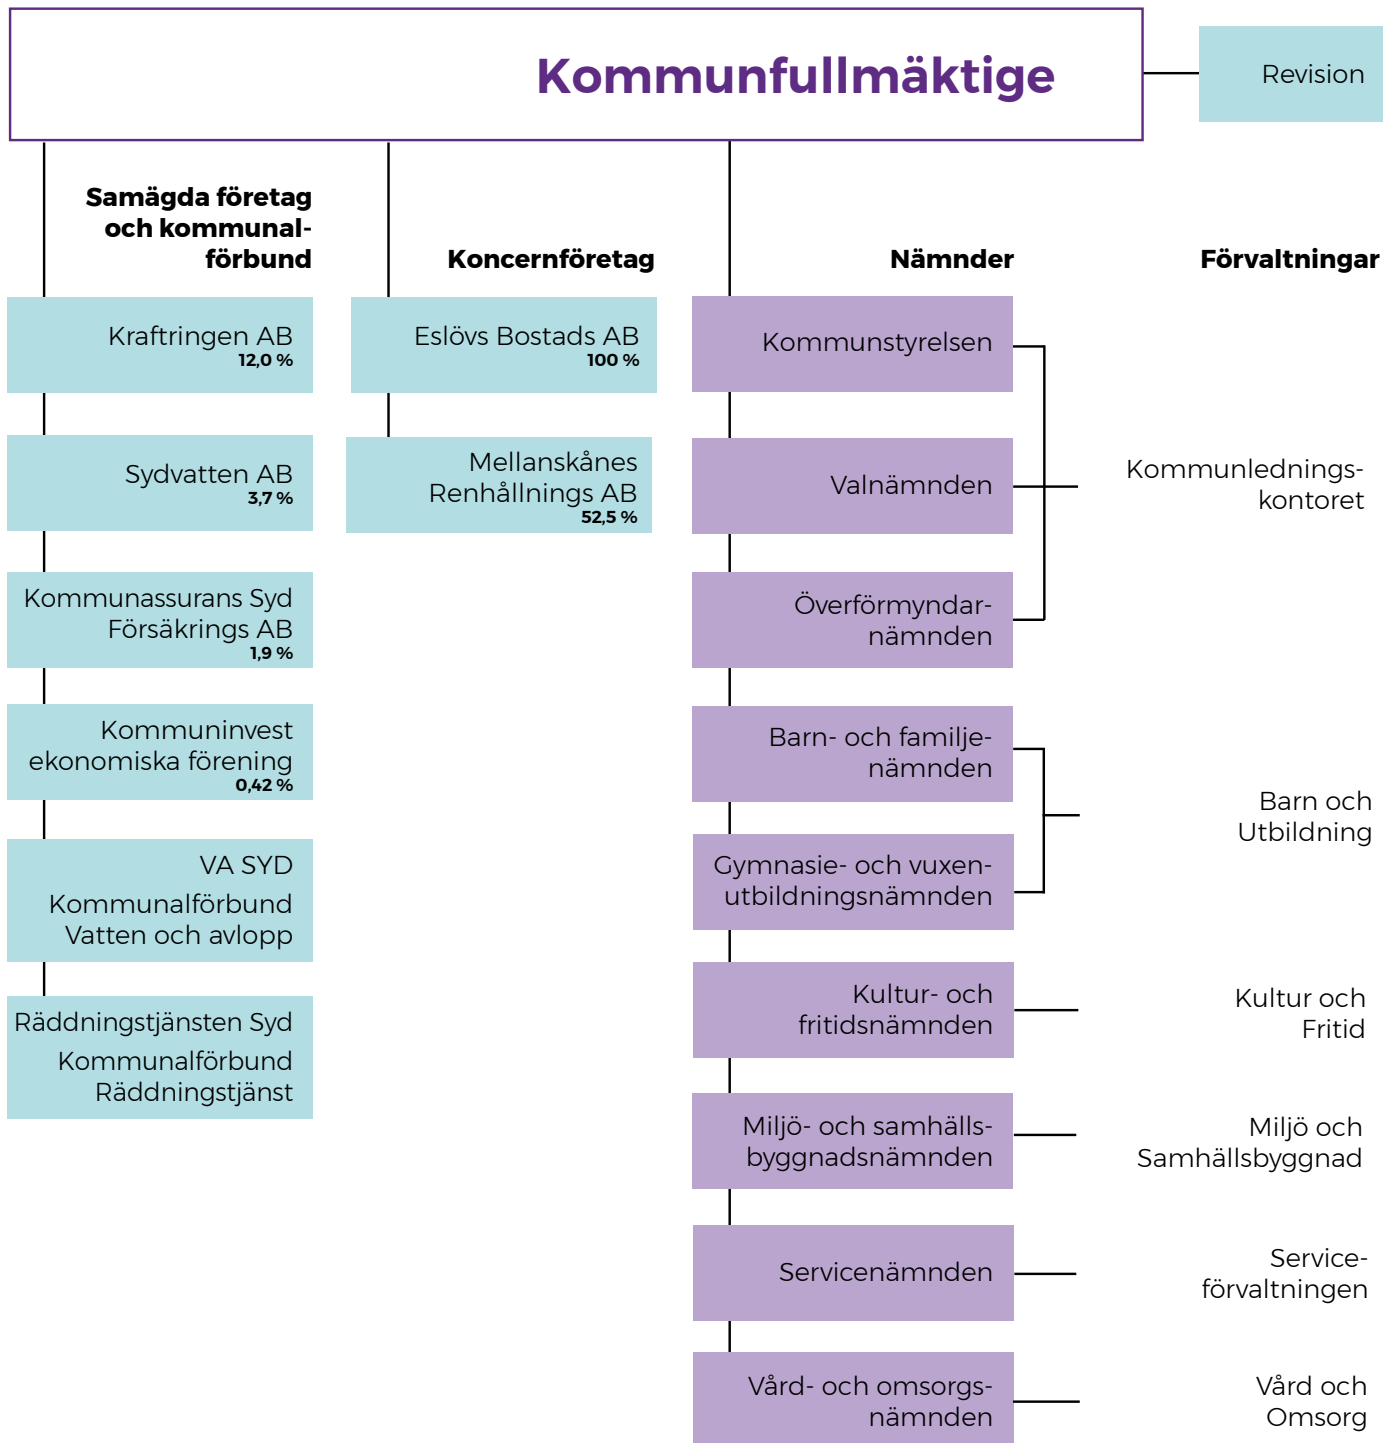 Kommunfullmäktige
Revision
Samägda företag
och kommunal-
förbund
Kraftringen AB
12,0 %
Sydvatten AB
3,7 %
Kommunassurans Syd
Försäkrings AB
1,9 %
Kommuninvest
ekonomiska förening
0,42 %
VA SYD
Kommunalförbund
Vatten och avlopp
Räddningstjänsten Syd
Kommunalförbund
Räddningstjänst
Koncernföretag
Eslövs Bostads AB
100 %
Mellanskånes
Renhållnings AB
52,5 %
Nämnder
Kommunstyrelsen
Valnämnden
Överförmyndar-
nämnden
Barn- och familje-
nämnden
Gymnasie- och vuxen-
utbildningsnämnden
Kultur- och
fritidsnämnden
Miljö- och samhälls-
byggnadsnämnden
Servicenämnden
Vård- och omsorgs-
nämnden
Förvaltningar
Kommunlednings-
kontoret
Barn och
Utbildning
Kultur och
Fritid
Miljö och
Samhällsbyggnad
Service-
förvaltningen
Vård och
Omsorg